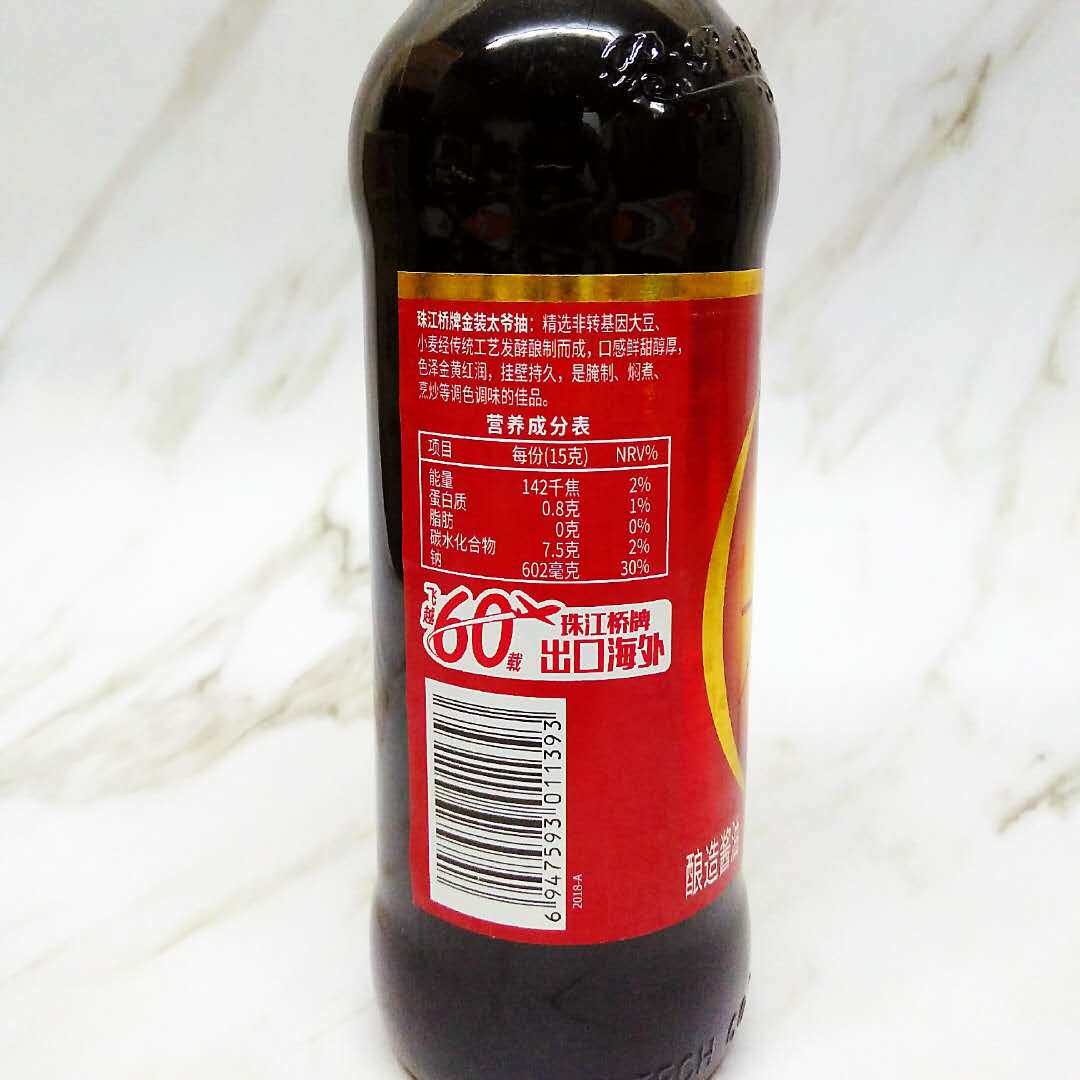 珠江桥牌金装太爷抽：精选非转基因大豆、
小麦经传统工艺发酵酿制而成，口感鲜甜醇厚，
色泽金黄红润，挂壁持久，是腌制、焖煮、
烹炒等调色调味的佳品。
营养成分表
项目 每份(15克) NRV%
能量 142千焦 2%
蛋白质 0.8克 1%
脂肪 0克 0%
碳水化合物 7.5克 2%
钠 602毫克 30%
飞越60载
珠江桥牌
出口海外
6 947593 011393
2018-A
酿造酱油